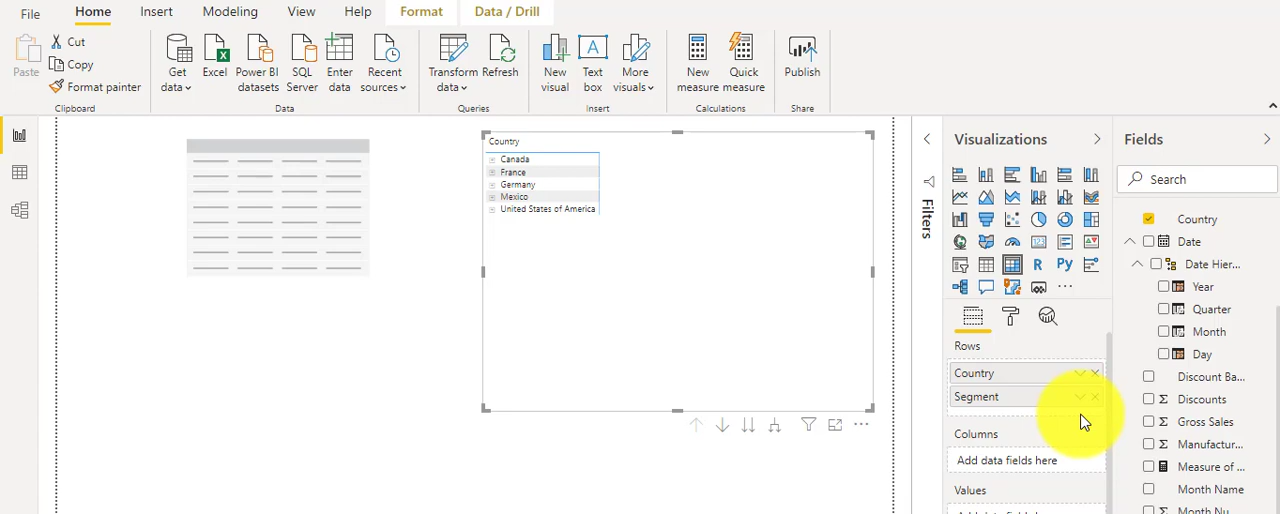 File Home Insert Modeling View Help Format Data / Drill
Paste
Cut
Copy
Format painter
Clipboard
Get data
Excel
Power BI datasets
SQL Server
Enter data
Recent sources
Data
Transform data
Refresh
Queries
New visual
A
Text box
More visuals
Insert
New measure
Quick measure
Calculations
Publish
Share
Country
Canada
France
Germany
Mexico
United States of America
Filters
Visualizations
R
Py
Rows
Country
Segment
Columns
Add data fields here
Values
Fields
Search
Country
Date
Date Hier...
Year
Quarter
Month
Day
Discount Ba...
Discounts
Gross Sales
Manufactur...
Measure of ...
Month Name